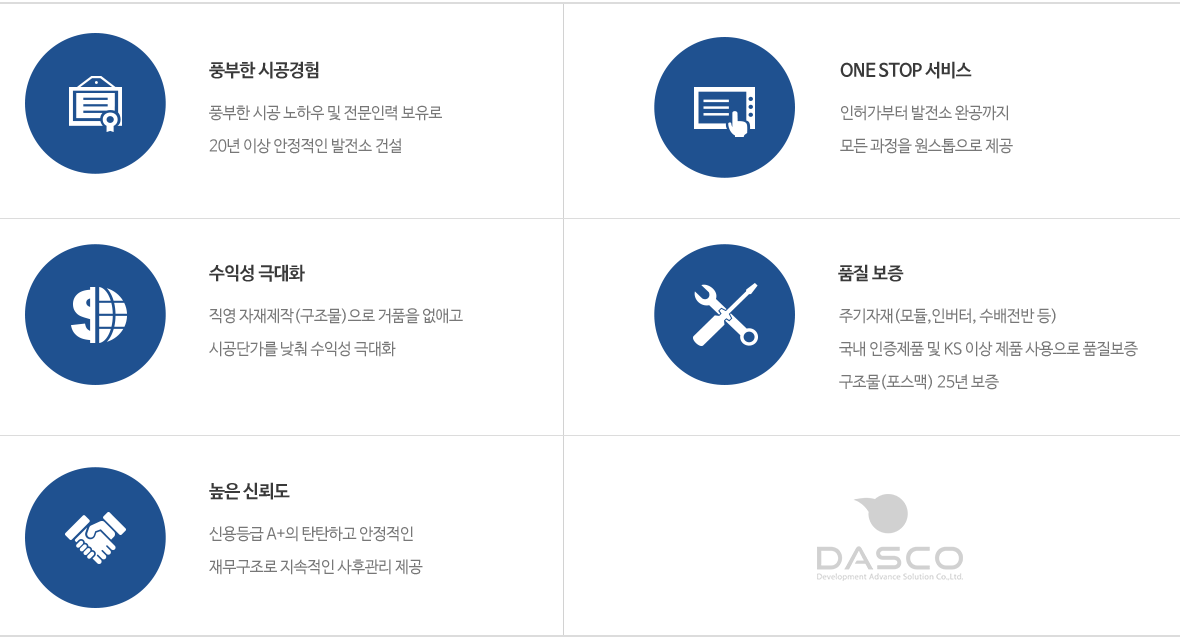 풍부한 시공경험
풍부한 시공 노하우 및 전문인력 보유로
20년 이상 안정적인 발전소 건설
ONE STOP 서비스
인허가부터 발전소 완공까지
모든 과정을 원스톱으로 제공
수익성 극대화
직영 자재제작(구조물)으로 거품을 없애고
시공단가를 낮춰 수익성 극대화
품질 보증
주기자재(모듈,인버터, 수배전반 등)
국내 인증제품 및 KS 이상 제품 사용으로 품질보증
구조물(포스맥) 25년 보증
높은 신뢰도
신용등급 A+의 탄탄하고 안정적인
재무구조로 지속적인 사후관리 제공
DASCO
Development Advance Solution Co.,Ltd.